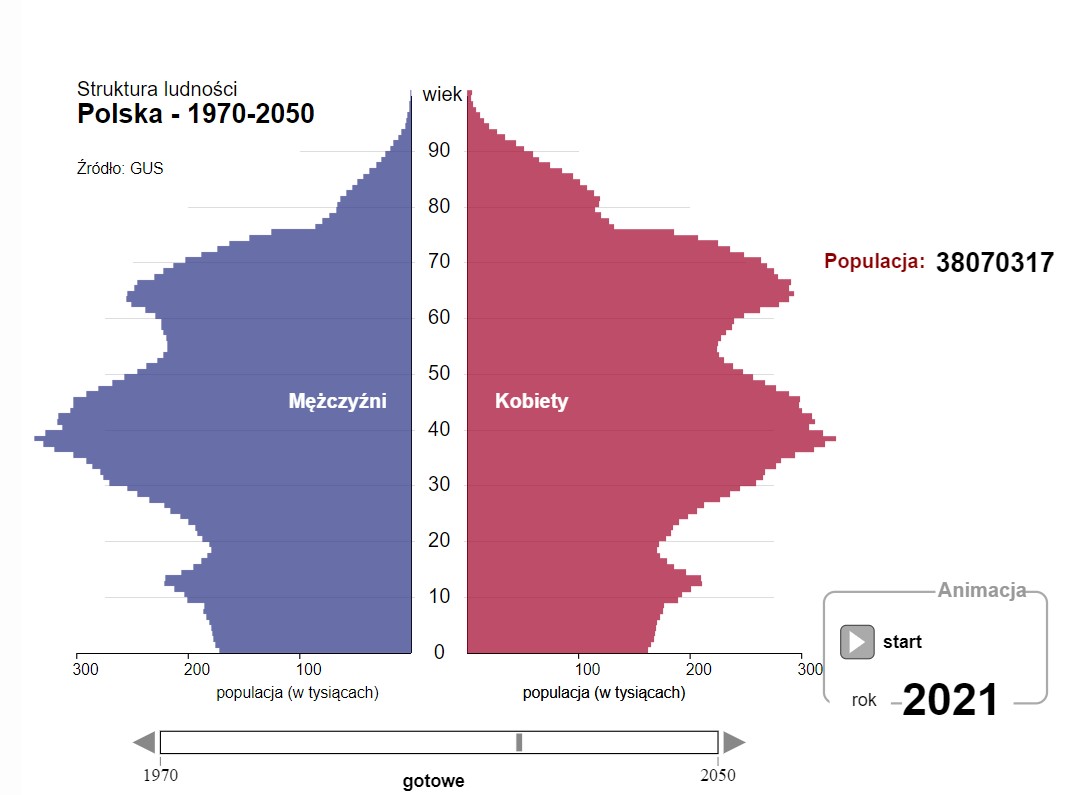 Struktura ludności
Polska - 1970-2050
Źródło: GUS
wiek
90
80
70
60
50
40
30
20
10
0
Mężczyźni
Kobiety
Populacja: 38070317
300 200 100
100 200 300
populacja (w tysiącach)
populacja (w tysiącach)
Animacja
start
rok 2021
1970
2050
gotowe